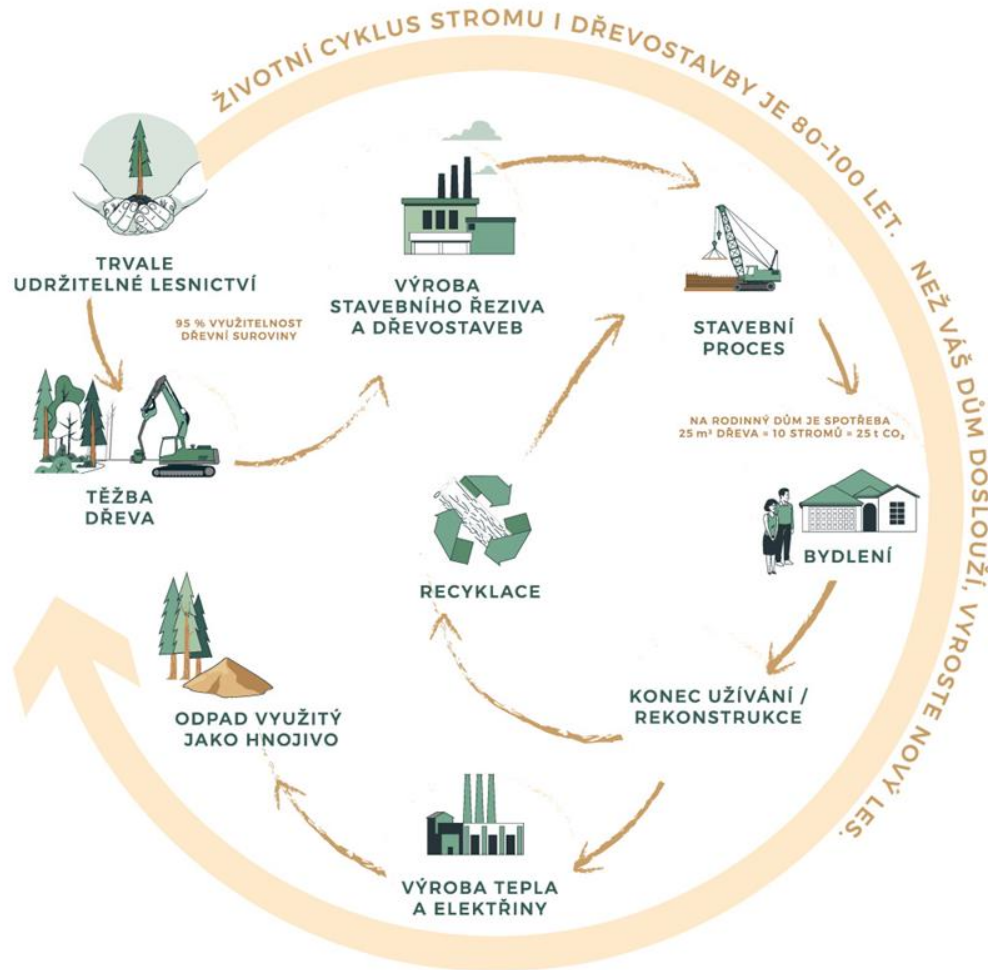 ŽIVOTNÍ CYKLUS STROMU I DŘEVOSTAVBY JE 80-100 LET. NEŽ VÁŠ DŮM DOSLOUŽÍ, VYROSTE NOVÝ LES.
TRVALE
UDRŽITELNÉ LESNICTVÍ
95 % VYUŽITELNOST
DŘEVNÍ SUROVINY
TĚŽBA
DŘEVA
VÝROBA
STAVEBNÍHO ŘEZIVA
A DŘEVOSTAVEB
STAVEBNÍ
PROCES
NA RODINNÝ DŮM JE SPOTŘEBA
25 m³ DŘEVA = 10 STROMŮ = 25 t CO₂
BYDLENÍ
KONEC UŽÍVÁNÍ /
REKONSTRUKCE
RECYKLACE
VÝROBA TEPLA
A ELEKTŘINY
ODPAD VYUŽITÝ
JAKO HNOJIVO